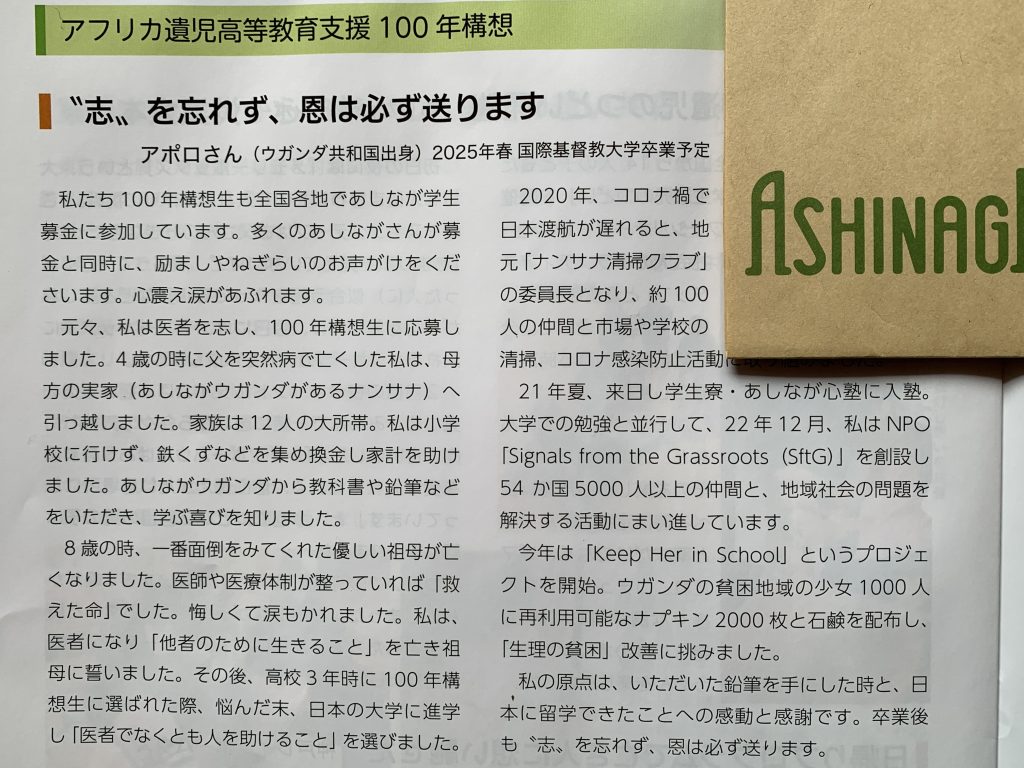 アフリカ遺児高等教育支援 100 年構想
〝志〟を忘れず、恩は必ず送ります
アポロさん（ウガンダ共和国出身）2025年春 国際基督教大学卒業予定
私たち 100 年構想生も全国各地であしなが学生
募金に参加しています。多くのあしながさんが募
金と同時に、励ましやねぎらいのお声がけをくだ
さいます。心震え涙があふれます。
元々、私は医者を志し、100 年構想生に応募し
ました。4 歳の時に父を突然病で亡くした私は、母
方の実家（あしながウガンダがあるナンサナ）へ
引っ越しました。家族は 12 人の大所帯。私は小学
校に行けず、鉄くずなどを集め換金し家計を助け
ました。あしながウガンダから教科書や鉛筆など
をいただき、学ぶ喜びを知りました。
8 歳の時、一番面倒をみてくれた優しい祖母が亡
くなりました。医師や医療体制が整っていれば「救
えた命」でした。悔しくて涙もかれました。私は、
医者になり「他者のために生きること」を亡き祖
母に誓いました。その後、高校 3 年時に 100 年構
想生に選ばれた際、悩んだ末、日本の大学に進学
し「医者でなくとも人を助けること」を選びました。
2020 年、コロナ禍で
日本渡航が遅れると、地
元「ナンサナ清掃クラブ」
の委員長となり、約 100
人の仲間と市場や学校の
清掃、コロナ感染防止活動に
21 年夏、来日し学生寮・あしなが心塾に入塾。
大学での勉強と並行して、22 年 12 月、私は NPO
「Signals from the Grassroots（SftG）」を創設し
54 か国 5000 人以上の仲間と、地域社会の問題を
解決する活動にまい進しています。
今年は「Keep Her in School」というプロジェ
クトを開始。ウガンダの貧困地域の少女 1000 人
に再利用可能なナプキン 2000 枚と石鹸を配布し、
「生理の貧困」改善に挑みました。
私の原点は、いただいた鉛筆を手にした時と、日
本に留学できたことへの感動と感謝です。卒業後
も〝志〟を忘れず、恩は必ず送ります。
ASHINAG